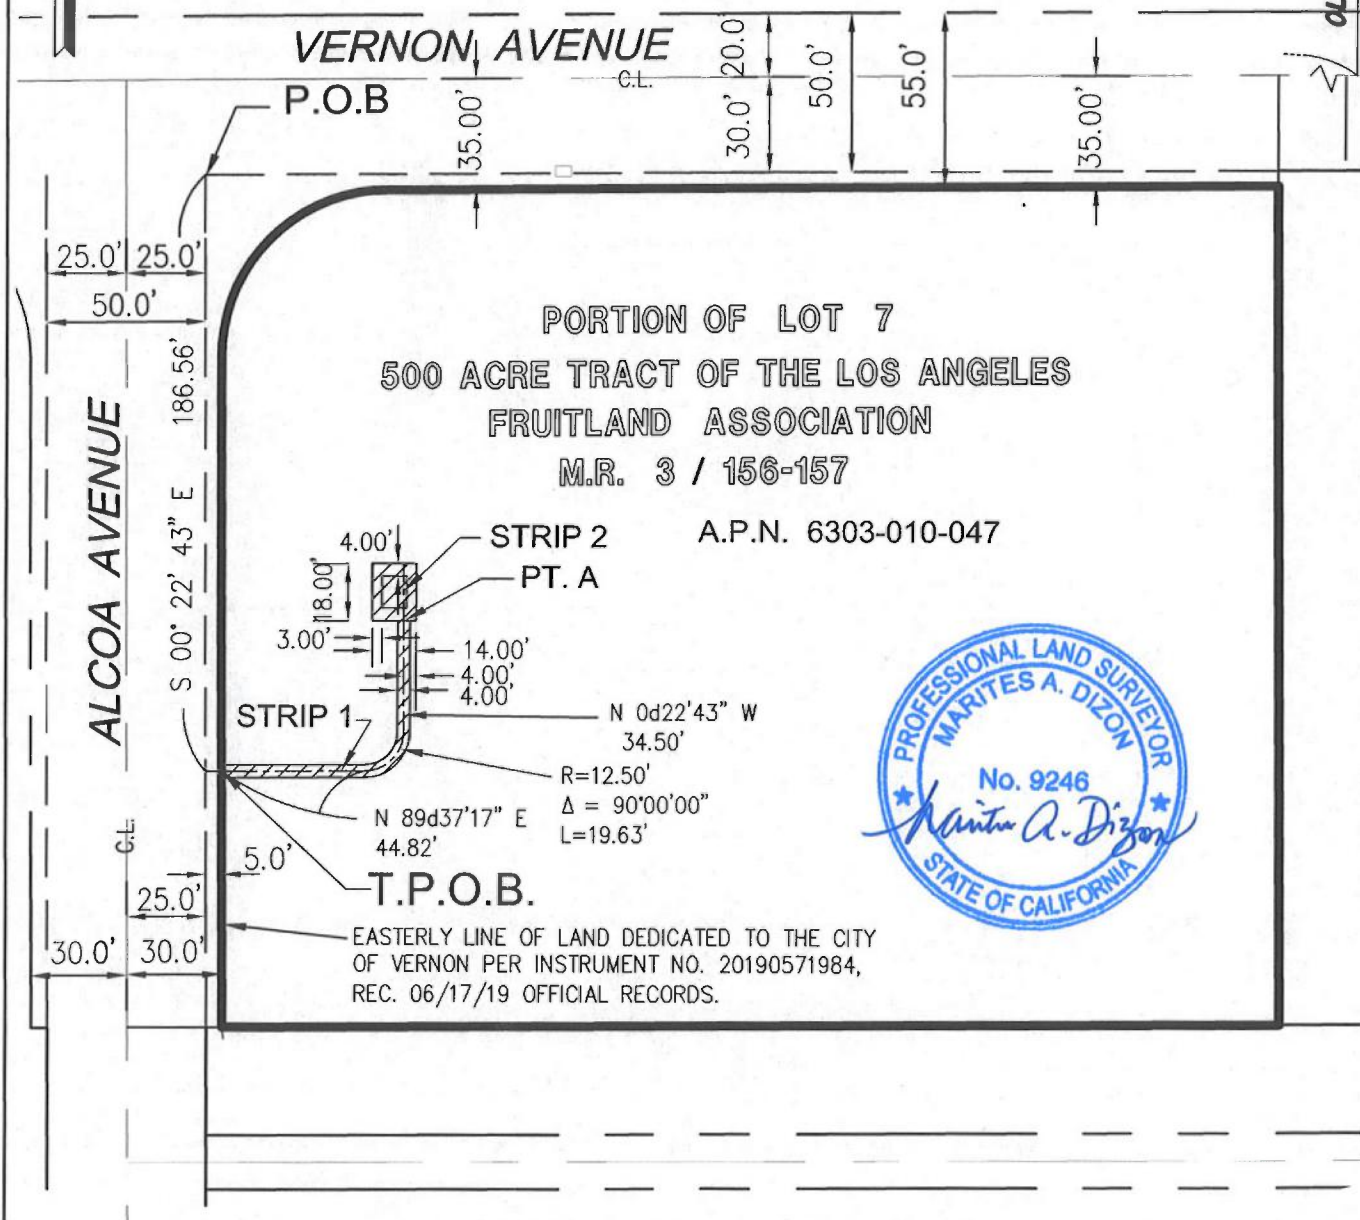 VERNON AVENUE
C.L.
P.O.B
35.00'
20.0'
30.0'
50.0'
55.0'
35.00'
25.0'
25.0'
50.0'
S 00° 22' 43" E 186.56'
ALCOA AVENUE
PORTION OF LOT 7
500 ACRE TRACT OF THE LOS ANGELES
FRUITLAND ASSOCIATION
M.R. 3 / 156-157
A.P.N. 6303-010-047
4.00'
STRIP 2
PT. A
18.00'
3.00'
14.00'
4.00'
4.00'
STRIP 1
N 0d22'43" W
34.50'
R=12.50'
Δ = 90°00'00"
L=19.63'
N 89d37'17" E
44.82'
C.L.
5.0'
T.P.O.B.
25.0'
30.0'
30.0'
EASTERLY LINE OF LAND DEDICATED TO THE CITY
OF VERNON PER INSTRUMENT NO. 20190571984,
REC. 06/17/19 OFFICIAL RECORDS.
PROFESSIONAL LAND SURVEYOR
MARITES A. DIZON
No. 9246
Marites A. Dizon
STATE OF CALIFORNIA